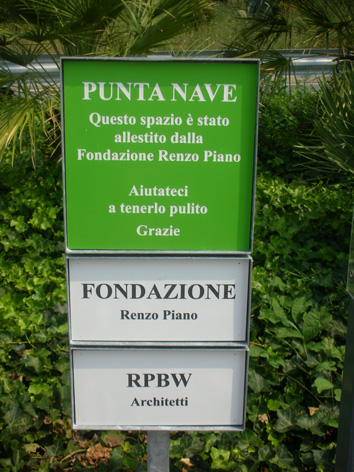 PUNTA NAVE
Questo spazio è stato
allestito dalla
Fondazione Renzo Piano
Aiutateci
a tenerlo pulito
Grazie
FONDAZIONE
Renzo Piano
RPBW
Architetti